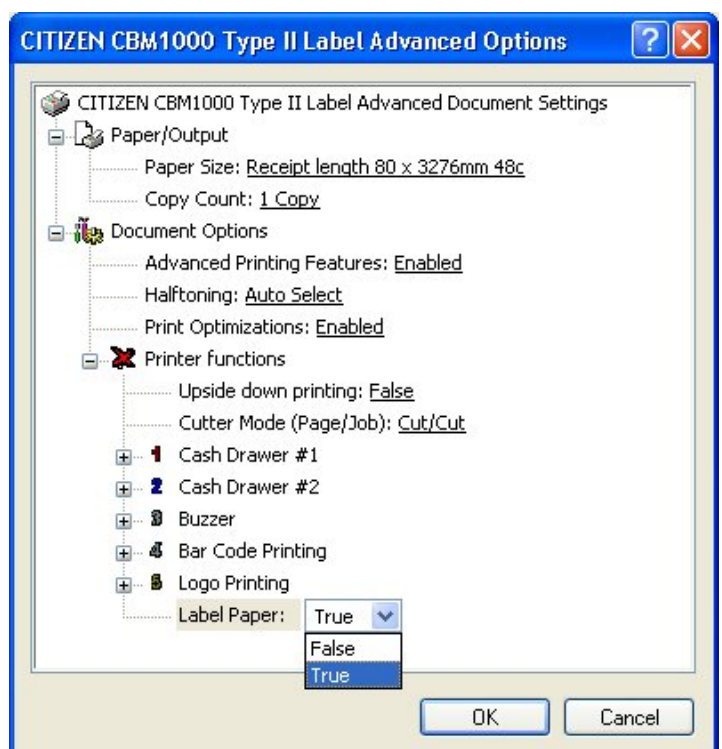 CITIZEN CBM1000 Type II Label Advanced Options
CITIZEN CBM1000 Type II Label Advanced Document Settings
Paper/Output
Paper Size: Receipt length 80 x 3276mm 48c
Copy Count: 1 Copy
Document Options
Advanced Printing Features: Enabled
Halftoning: Auto Select
Print Optimizations: Enabled
Printer functions
Upside down printing: False
Cutter Mode (Page/Job): Cut/Cut
1 Cash Drawer #1
2 Cash Drawer #2
3 Buzzer
4 Bar Code Printing
5 Logo Printing
Label Paper: True
False
True
OK Cancel